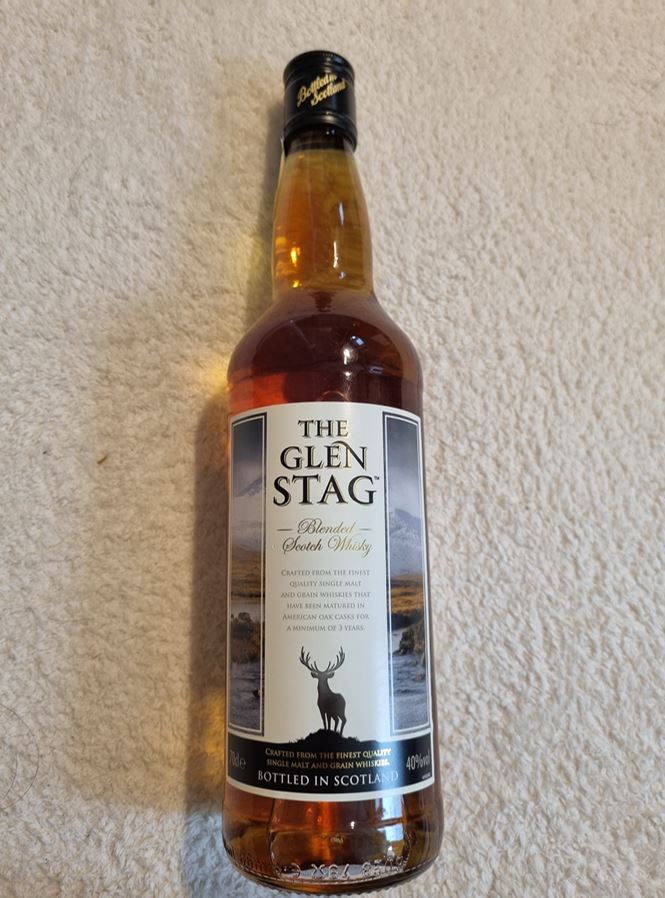 Bottled in
Scotland
THE
GLEN
STAG™
Blended
Scotch Whisky
CRAFTED FROM THE FINEST
QUALITY SINGLE MALT
AND GRAIN WHISKIES THAT
HAVE BEEN MATURED IN
AMERICAN OAK CASKS FOR
A MINIMUM OF 3 YEARS.
CRAFTED FROM THE FINEST QUALITY
SINGLE MALT AND GRAIN WHISKIES.
70cl e
40%vol
BOTTLED IN SCOTLAND